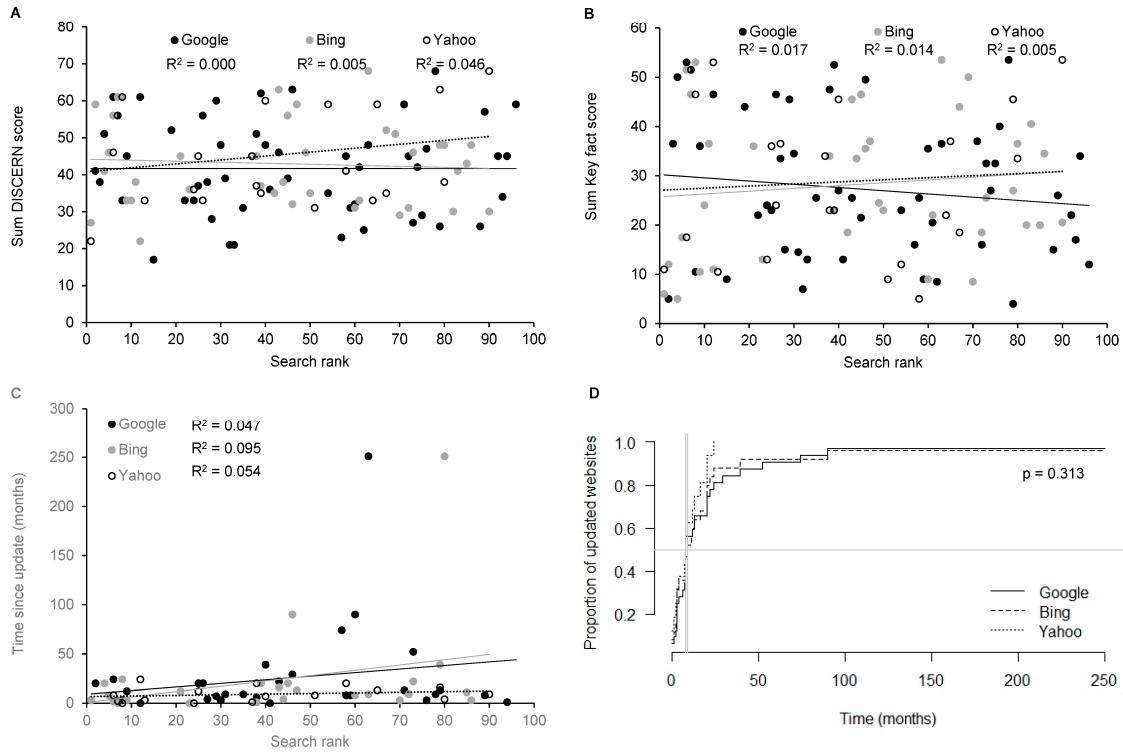 A
Sum DISCERN score
80
70
60
50
40
30
20
10
0
Google Bing Yahoo
R² = 0.000 R² = 0.005 R² = 0.046
0 10 20 30 40 50 60 70 80 90 100
Search rank
B
Sum Key fact score
60
50
40
30
20
10
0
Google Bing Yahoo
R² = 0.017 R² = 0.014 R² = 0.005
0 10 20 30 40 50 60 70 80 90 100
Search rank
C
Time since update (months)
300
250
200
150
100
50
0
Google R² = 0.047
Bing R² = 0.095
Yahoo R² = 0.054
0 10 20 30 40 50 60 70 80 90 100
Search rank
D
Proportion of updated websites
1.0
0.8
0.6
0.4
0.2
p = 0.313
Google
Bing
Yahoo
0 50 100 150 200 250
Time (months)